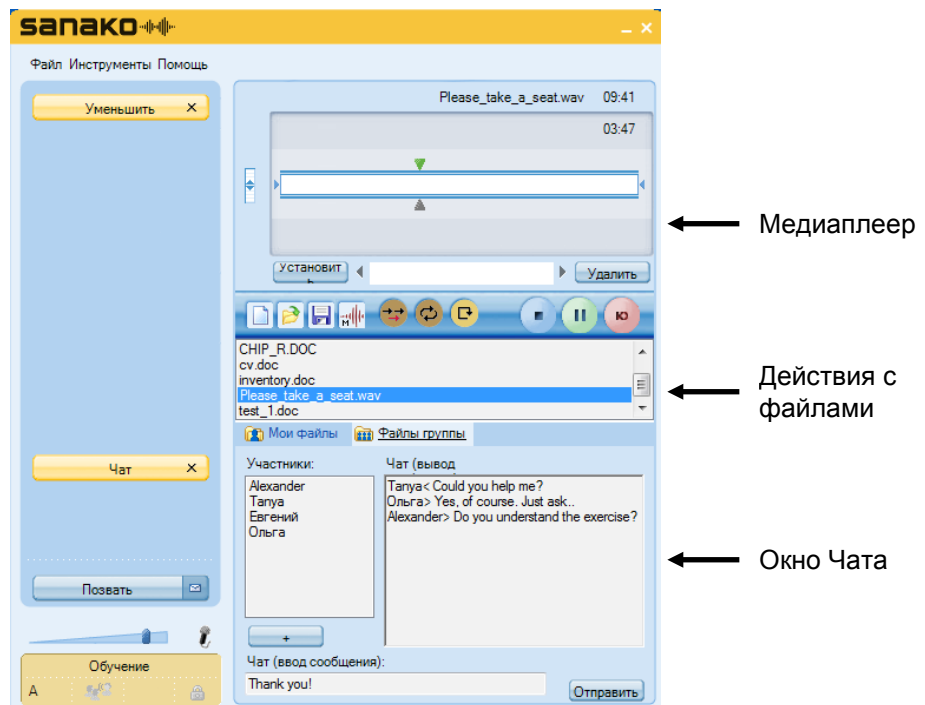 sanako
Файл Инструменты Помощь
Уменьшить
Please_take_a_seat.wav 09:41
03:47
Установит
ь
Удалить
M
Ю
CHIP_R.DOC
cv.doc
inventory.doc
Please_take_a_seat.wav
test_1.doc
Мои файлы Файлы группы
Чат
Участники:
Alexander
Tanya
Евгений
Ольга
+
Чат (вывод
Tanya< Could you help me?
Ольга> Yes, of course. Just ask..
Alexander> Do you understand the exercise?
Позвать
Обучение
A
Чат (ввод сообщения):
Thank you!
Отправить
Медиаплеер
Действия с
файлами
Окно Чата